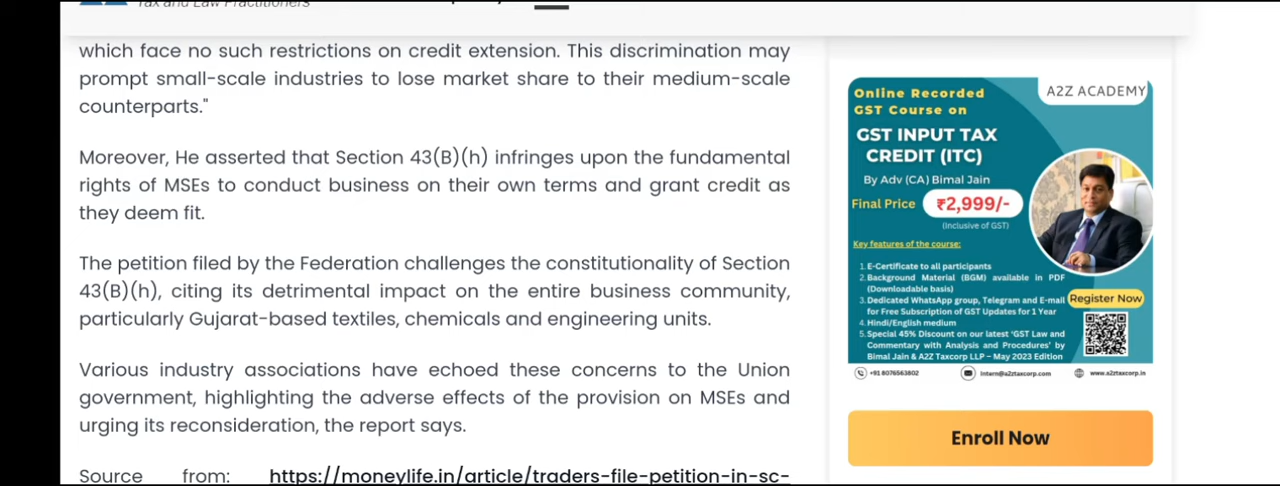 Tax and Law Practitioners
which face no such restrictions on credit extension. This discrimination may
prompt small-scale industries to lose market share to their medium-scale
counterparts."
Moreover, He asserted that Section 43(B)(h) infringes upon the fundamental
rights of MSEs to conduct business on their own terms and grant credit as
they deem fit.
The petition filed by the Federation challenges the constitutionality of Section
43(B)(h), citing its detrimental impact on the entire business community,
particularly Gujarat-based textiles, chemicals and engineering units.
Various industry associations have echoed these concerns to the Union
government, highlighting the adverse effects of the provision on MSEs and
urging its reconsideration, the report says.
Source from: https://moneylife.in/article/traders-file-petition-in-sc-
Online Recorded
GST Course on
A2Z ACADEMY
GST INPUT TAX
CREDIT (ITC)
By Adv (CA) Bimal Jain
Final Price ₹2,999/-
(Inclusive of GST)
Key features of the course:
1. E-Certificate to all participants
2. Background Material (BGM) available in PDF
(Downloadable basis)
3. Dedicated WhatsApp group, Telegram and E-mail
for Free Subscription of GST Updates for 1 Year
4. Hindi/English medium
5. Special 45% Discount on our latest 'GST Law and
Commentary with Analysis and Procedures' by
Bimal Jain & A2Z Taxcorp LLP – May 2023 Edition
Register Now
+91 8076563802
intern@a2ztaxcorp.com
www.a2ztaxcorp.in
Enroll Now